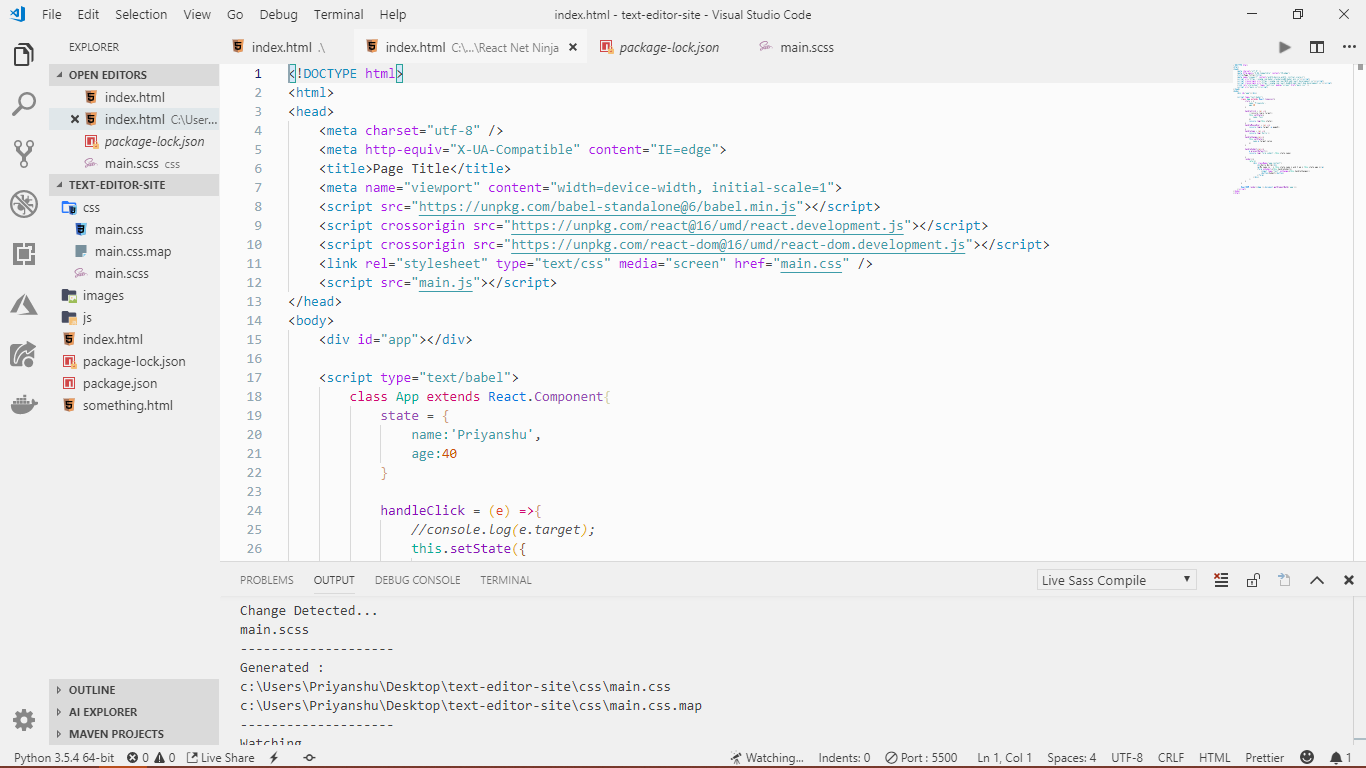 File Edit Selection View Go Debug Terminal Help index.html - text-editor-site - Visual Studio Code
EXPLORER
index.html .\ index.html C:\...\React Net Ninja package-lock.json main.scss
OPEN EDITORS
index.html
index.html C:\User...
package-lock.json
main.scss css
TEXT-EDITOR-SITE
css
main.css
main.css.map
main.scss
images
js
index.html
package-lock.json
package.json
something.html
OUTLINE
AI EXPLORER
MAVEN PROJECTS
1 <!DOCTYPE html>
2 <html>
3 <head>
4 <meta charset="utf-8" />
5 <meta http-equiv="X-UA-Compatible" content="IE=edge">
6 <title>Page Title</title>
7 <meta name="viewport" content="width=device-width, initial-scale=1">
8 <script src="https://unpkg.com/babel-standalone@6/babel.min.js"></script>
9 <script crossorigin src="https://unpkg.com/react@16/umd/react.development.js"></script>
10 <script crossorigin src="https://unpkg.com/react-dom@16/umd/react-dom.development.js"></script>
11 <link rel="stylesheet" type="text/css" media="screen" href="main.css" />
12 <script src="main.js"></script>
13 </head>
14 <body>
15 <div id="app"></div>
16
17 <script type="text/babel">
18 class App extends React.Component{
19 state = {
20 name:'Priyanshu',
21 age:40
22 }
23
24 handleClick = (e) =>{
25 //console.log(e.target);
26 this.setState({
PROBLEMS OUTPUT DEBUG CONSOLE TERMINAL Live Sass Compile
Change Detected...
main.scss
--------------------
Generated :
c:\Users\Priyanshu\Desktop\text-editor-site\css\main.css
c:\Users\Priyanshu\Desktop\text-editor-site\css\main.css.map
--------------------
Watching
Python 3.5.4 64-bit 0 0 Live Share Watching... Indents: 0 Port : 5500 Ln 1, Col 1 Spaces: 4 UTF-8 CRLF HTML Prettier 1